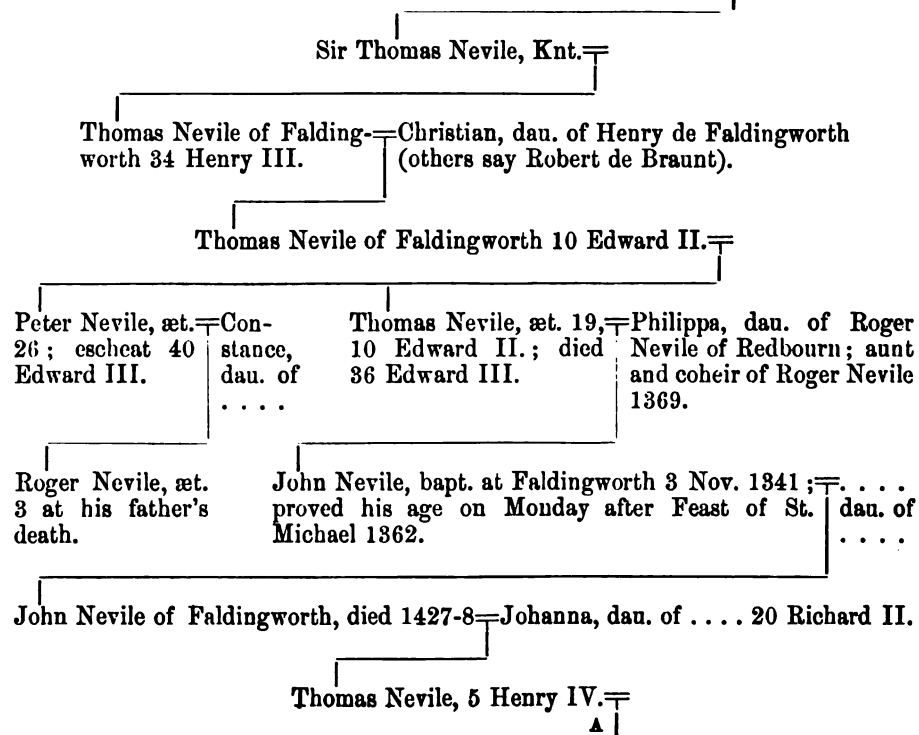 Sir Thomas Nevile, Knt.
Thomas Nevile of Falding-
worth 34 Henry III.
Christian, dau. of Henry de Faldingworth
(others say Robert de Braunt).
Thomas Nevile of Faldingworth 10 Edward II.
Peter Nevile, æt.
26 ; escheat 40
Edward III.
Con-
stance,
dau. of
. . . .
Thomas Nevile, æt. 19,
10 Edward II. ; died
36 Edward III.
Philippa, dau. of Roger
Nevile of Redbourn ; aunt
and coheir of Roger Nevile
1369.
Roger Nevile, æt.
3 at his father's
death.
John Nevile, bapt. at Faldingworth 3 Nov. 1341 ;
proved his age on Monday after Feast of St.
Michael 1362.
. . . .
dau. of
. . . .
John Nevile of Faldingworth, died 1427-8
Johanna, dau. of . . . . 20 Richard II.
Thomas Nevile, 5 Henry IV.
A